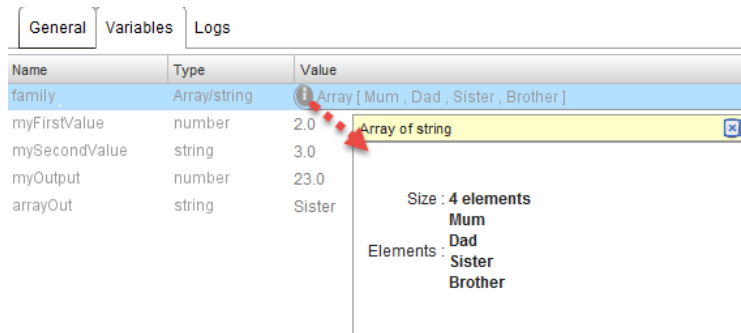 General Variables Logs
Name Type Value
family Array/string Array [ Mum , Dad , Sister , Brother ]
myFirstValue number 2.0
Array of string
mySecondValue string 3.0
myOutput number 23.0
arrayOut string Sister
Size : 4 elements
Elements :
Mum
Dad
Sister
Brother